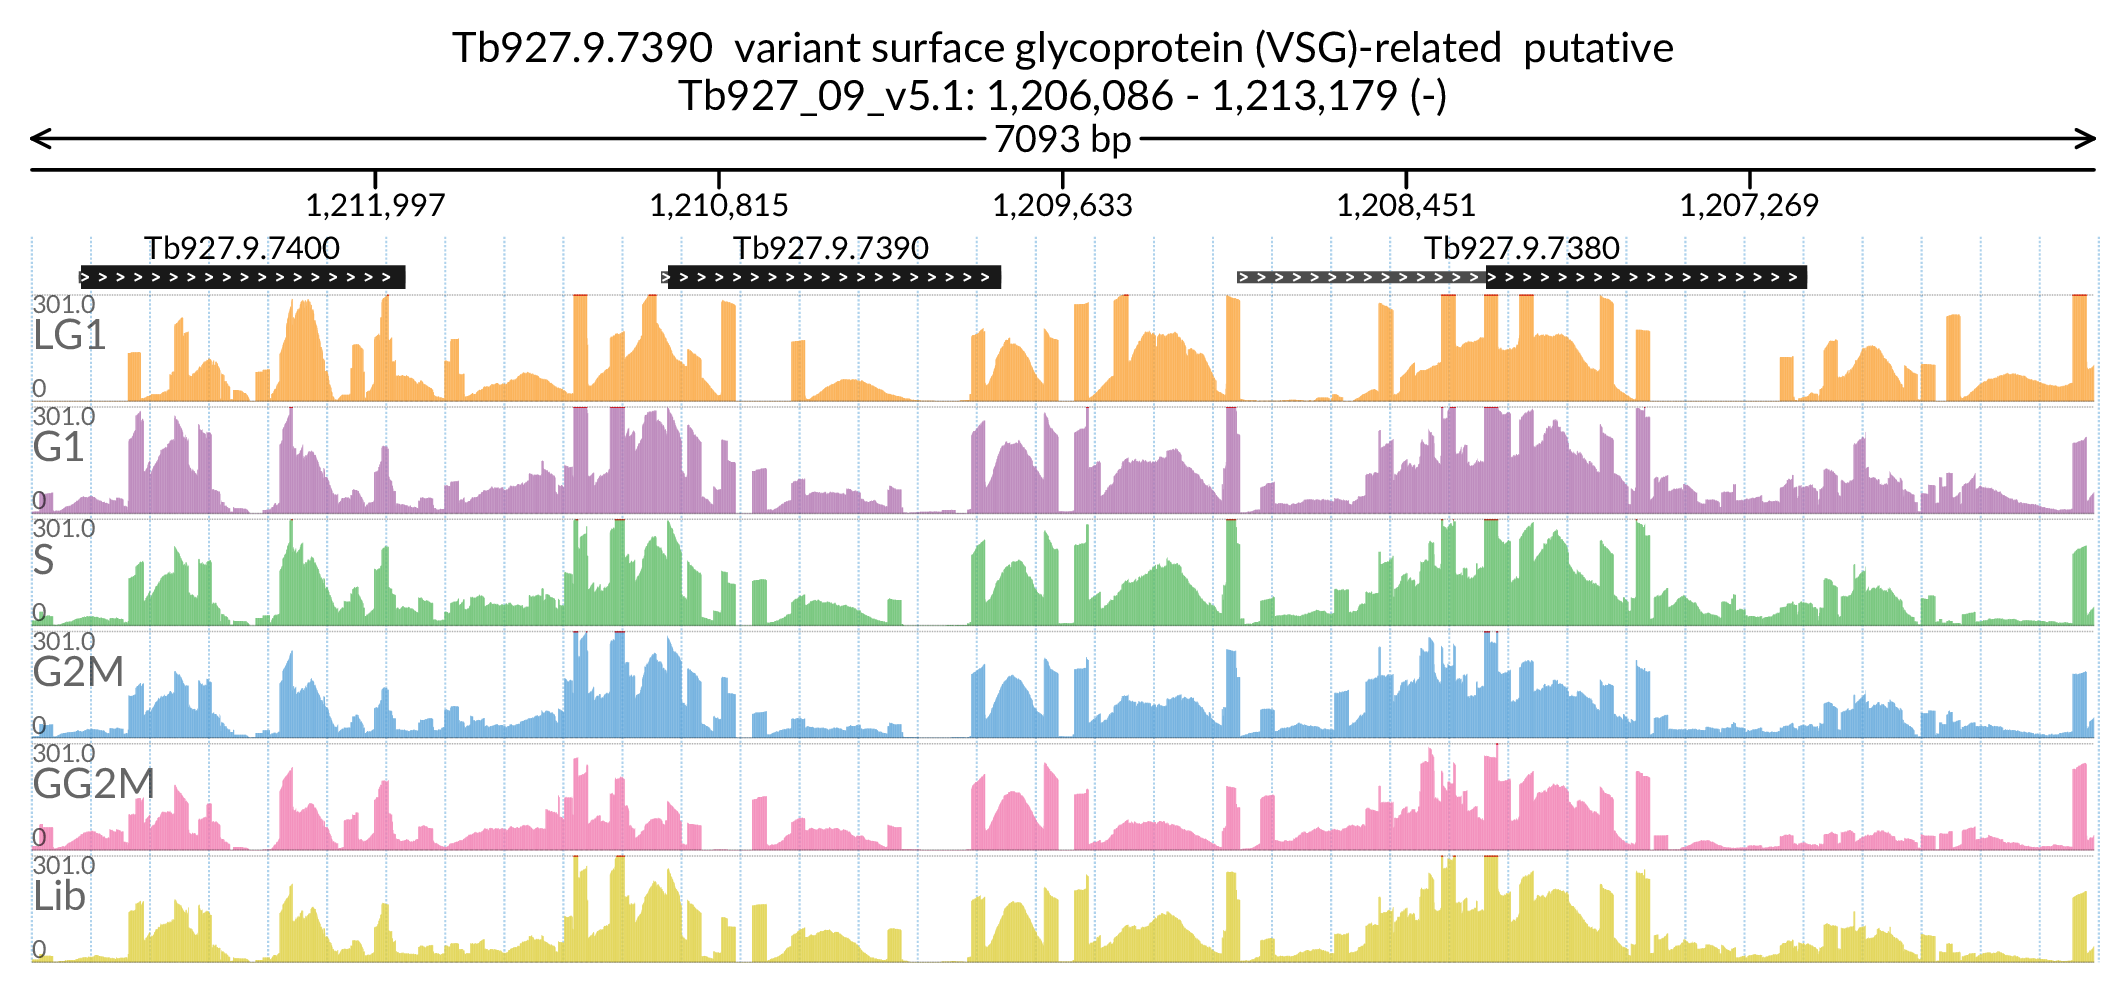 Tb927.9.7390  variant surface glycoprotein (VSG)-related  putative
Tb927_09_v5.1: 1,206,086 - 1,213,179 (-)
7093 bp
1,211,997 1,210,815 1,209,633 1,208,451 1,207,269
Tb927.9.7400 Tb927.9.7390 Tb927.9.7380
301.0
LG1
0
301.0
G1
0
301.0
S
0
301.0
G2M
0
301.0
GG2M
0
301.0
Lib
0